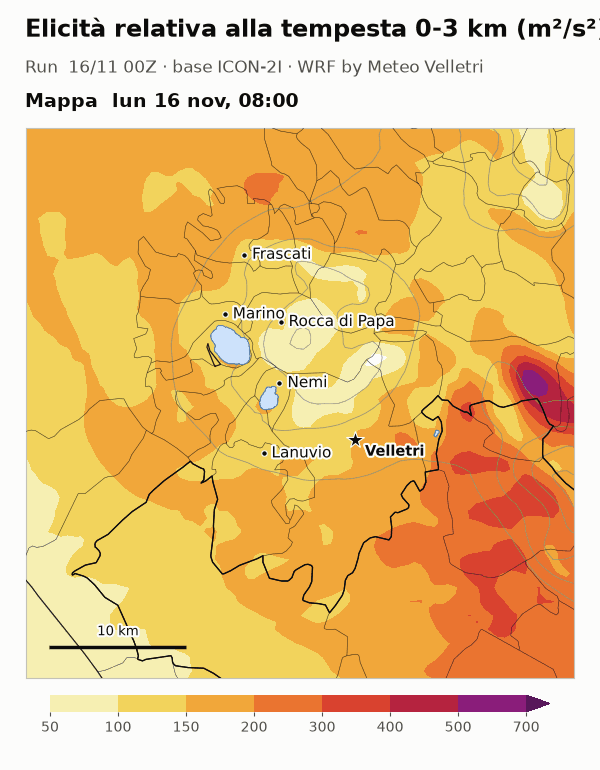 Elicità relativa alla tempesta 0-3 km (m²/s²)
Run  16/11 00Z · base ICON-2I · WRF by Meteo Velletri
Mappa  lun 16 nov, 08:00
Frascati
Marino
Rocca di Papa
Nemi
Velletri
Lanuvio
10 km
50 100 150 200 300 400 500 700